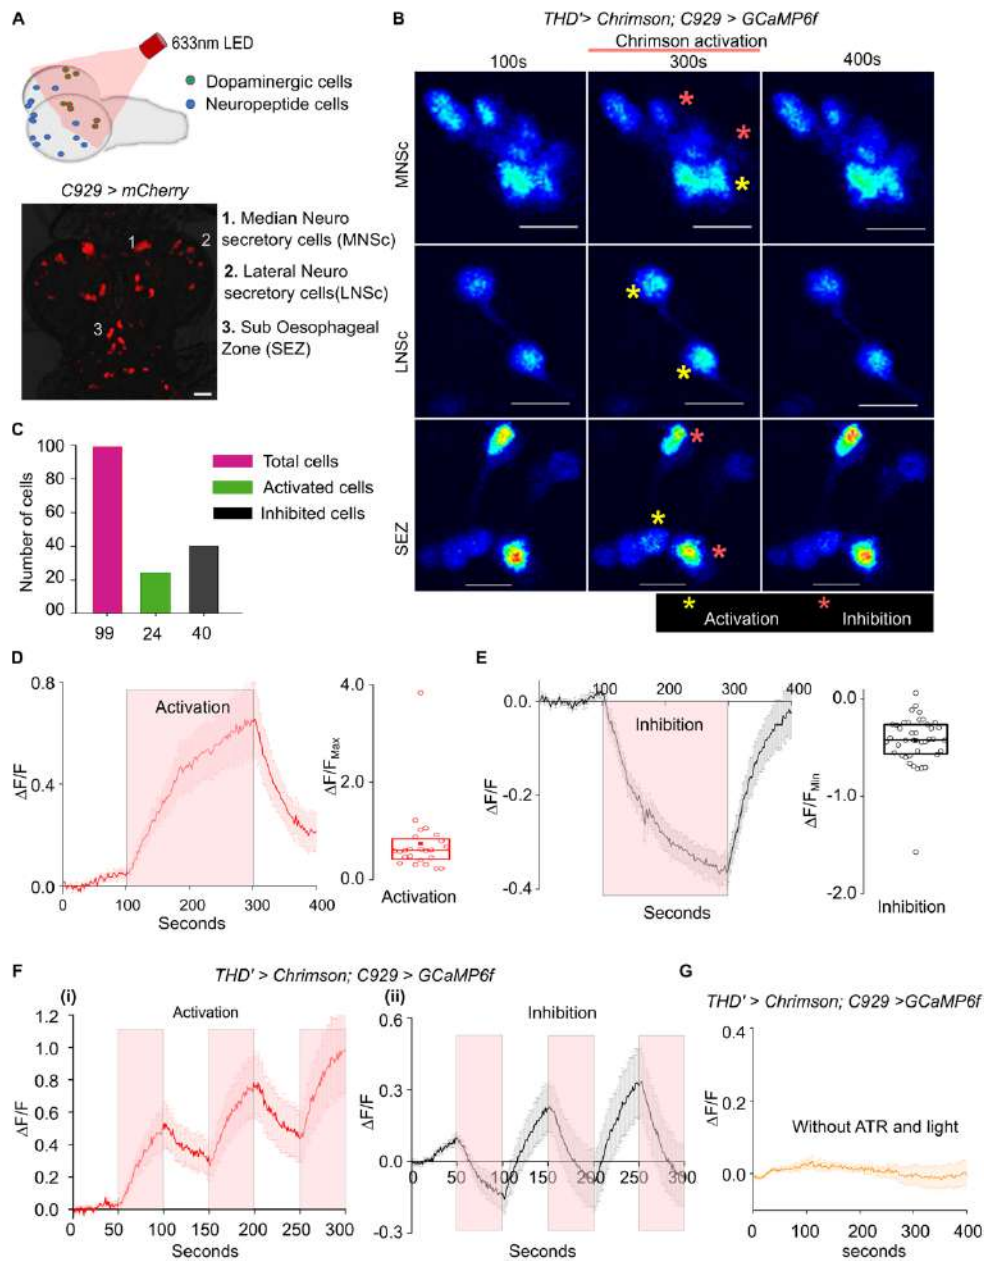 A
633nm LED
Dopaminergic cells
Neuropeptide cells
C929 > mCherry
1
2
3
1. Median Neuro
secretory cells (MNSc)
2. Lateral Neuro
secretory cells(LNSc)
3. Sub Oesophageal
Zone (SEZ)
B
THD'> Chrimson; C929 > GCaMP6f
Chrimson activation
100s 300s 400s
MNSc
*
*
*
LNSc
*
*
SEZ
*
*
*
* Activation * Inhibition
C
Number of cells
100
80
60
40
20
00
99 24 40
Total cells
Activated cells
Inhibited cells
D
ΔF/F
0.8
0.4
0.0
Activation
0 100 200 300 400
Seconds
ΔF/F Max
4.0
2.0
0.0
Activation
E
ΔF/F
0.0
-0.2
-0.4
100 200 300 400
Inhibition
Seconds
ΔF/F Min
0.0
-1.0
-2.0
Inhibition
F
THD' > Chrimson; C929 > GCaMP6f
(i)
Activation
ΔF/F
1.2
1.0
0.8
0.6
0.4
0.2
0.0
0 50 100 150 200 250 300
Seconds
(ii)
Inhibition
ΔF/F
0.6
0.3
0.0
-0.3
0 50 100 150 200 250 300
Seconds
G
THD' > Chrimson; C929 >GCaMP6f
ΔF/F
0.4
0.2
0.0
Without ATR and light
0 100 200 300 400
seconds